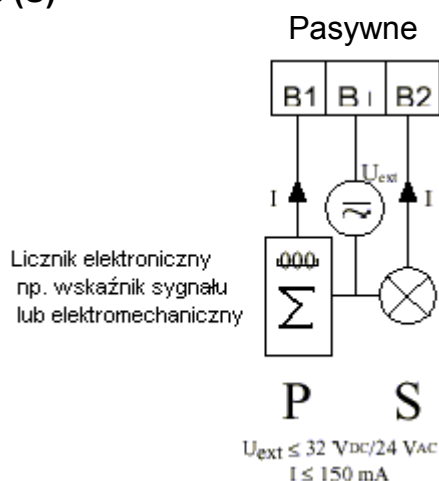 Pasywne
B1 B⊥ B2
Uext
I I
Licznik elektroniczny
np. wskaźnik sygnału
lub elektromechaniczny
000
Σ
P S
Uext ≤ 32 VDC/24 VAC
I ≤ 150 mA